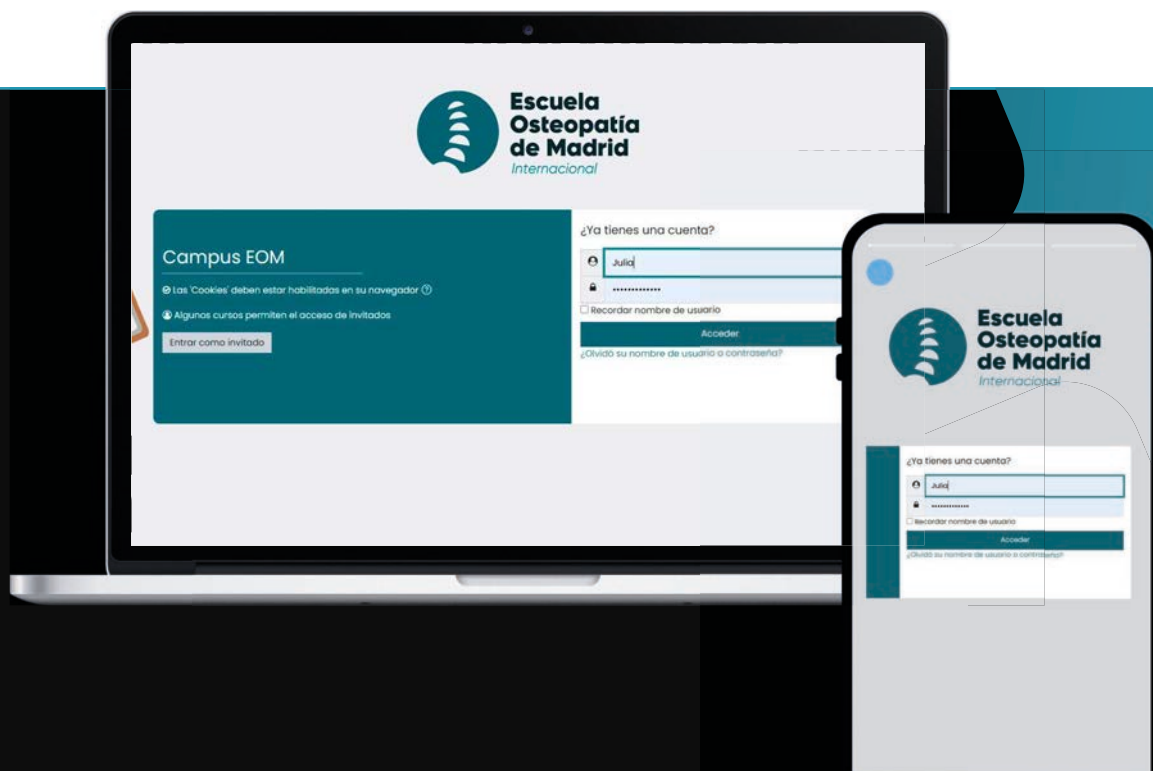 Escuela
Osteopatía
de Madrid
Internacional
Campus EOM
Las 'Cookies' deben estar habilitadas en su navegador
Algunos cursos permiten el acceso de invitados
Entrar como invitado
¿Ya tienes una cuenta?
Julia
Recordar nombre de usuario
Acceder
¿Olvidó su nombre de usuario o contraseña?
Escuela
Osteopatía
de Madrid
Internacional
¿Ya tienes una cuenta?
Julia
Recordar nombre de usuario
Acceder
¿Olvidó su nombre de usuario o contraseña?